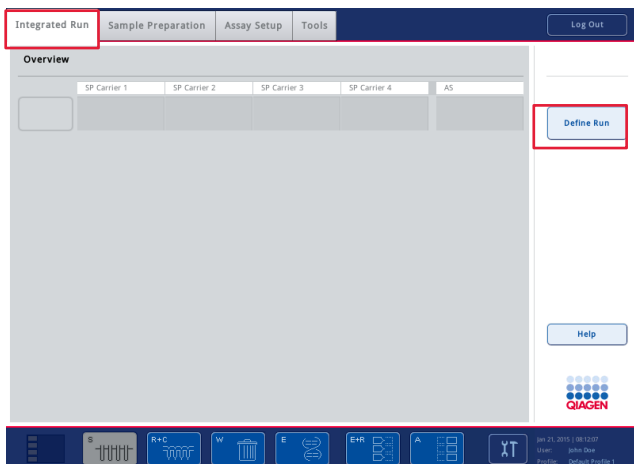 Integrated Run Sample Preparation Assay Setup Tools Log Out
Overview
SP Carrier 1 SP Carrier 2 SP Carrier 3 SP Carrier 4 AS
Define Run
Help
QIAGEN
S R+C W E E+R A
Jan 21, 2015 | 08:12:07
User: John Doe
Profile: Default Profile 1